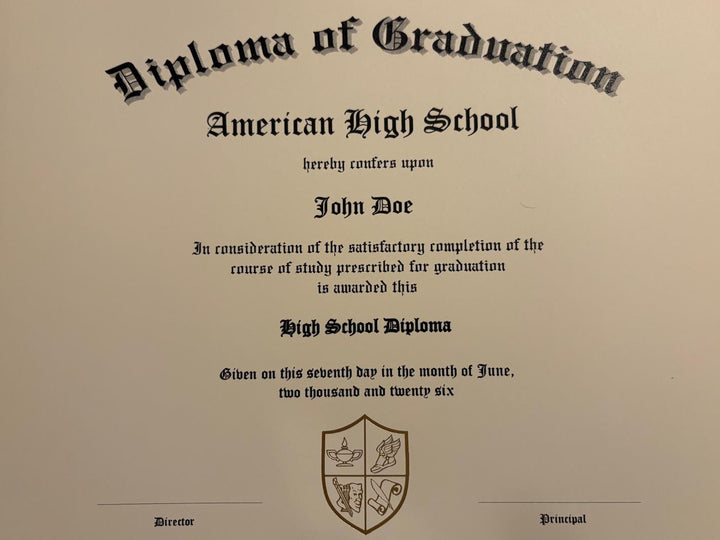 Diploma of Graduation
American High School
hereby confers upon
John Doe
In consideration of the satisfactory completion of the
course of study prescribed for graduation
is awarded this
High School Diploma
Given on this seventh day in the month of June,
two thousand and twenty six
Director
Principal